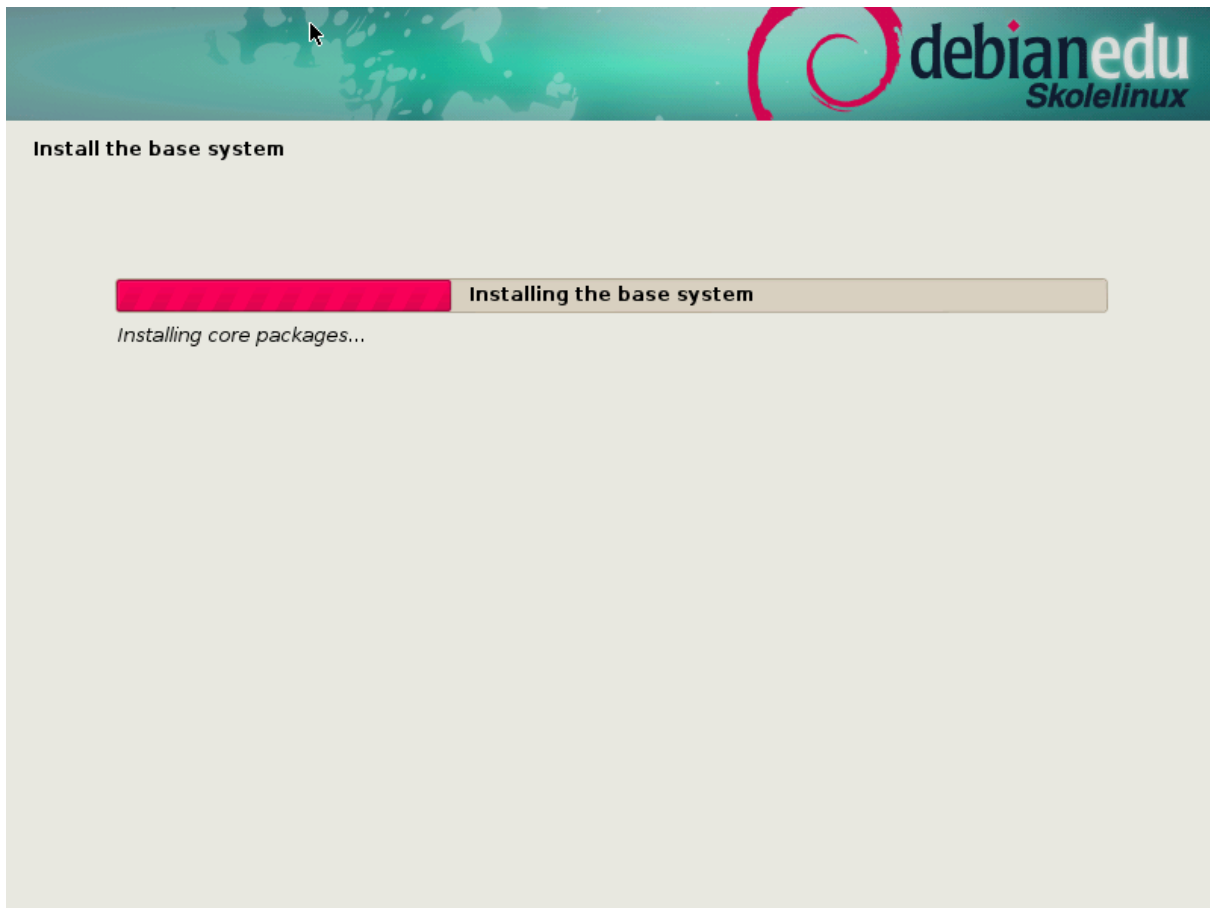 debianedu
Skolelinux
Install the base system
Installing the base system
Installing core packages...